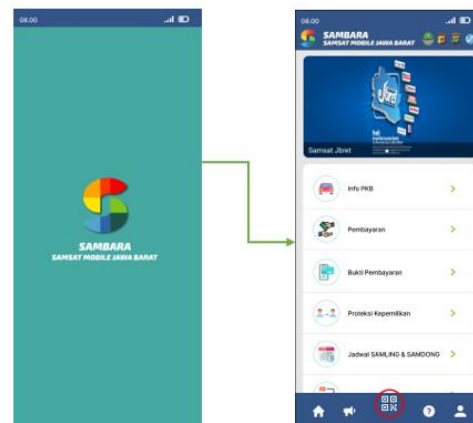 08.00
SAMBARA
SAMSAT MOBILE JAWA BARAT
08.00
SAMBARA
SAMSAT MOBILE JAWA BARAT
Samsat Jbret
Info PKB
Pembayaran
Bukti Pembayaran
Proteksi Kepemilikan
Jadwal SAMLING & SAMDONG